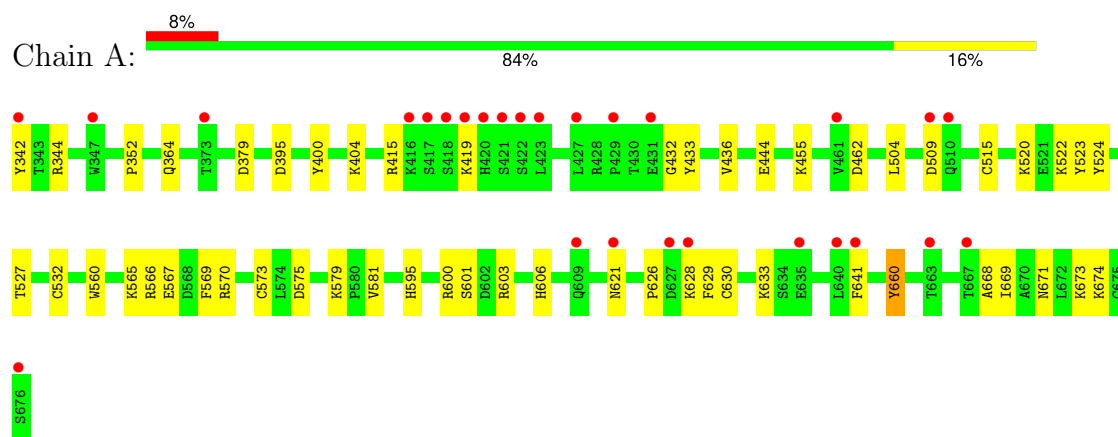 8%
Chain A:
84% 16%
Y342 T343 R344 W347 P352 Q364 T373 D379 D395 Y400 K404 R415 K416 S417 S418 K419 H420 S421 S422 L423 L427 R428 P429 T430 E431 G432 Y433 V436 E444 K455 V461 D462 L504 D509 Q510 C515 K520 E521 K522 Y523 Y524
T527 C532 W560 K565 R566 E567 D568 F569 R570 C573 L574 D575 K579 P580 V581 H595 R600 S601 D602 R603 H606 Q609 N621 P626 D627 K628 F629 C630 K633 S634 E635 L640 F641 Y660 T663 T667 A668 I669 A670 N671 L672 K673 K674
S676